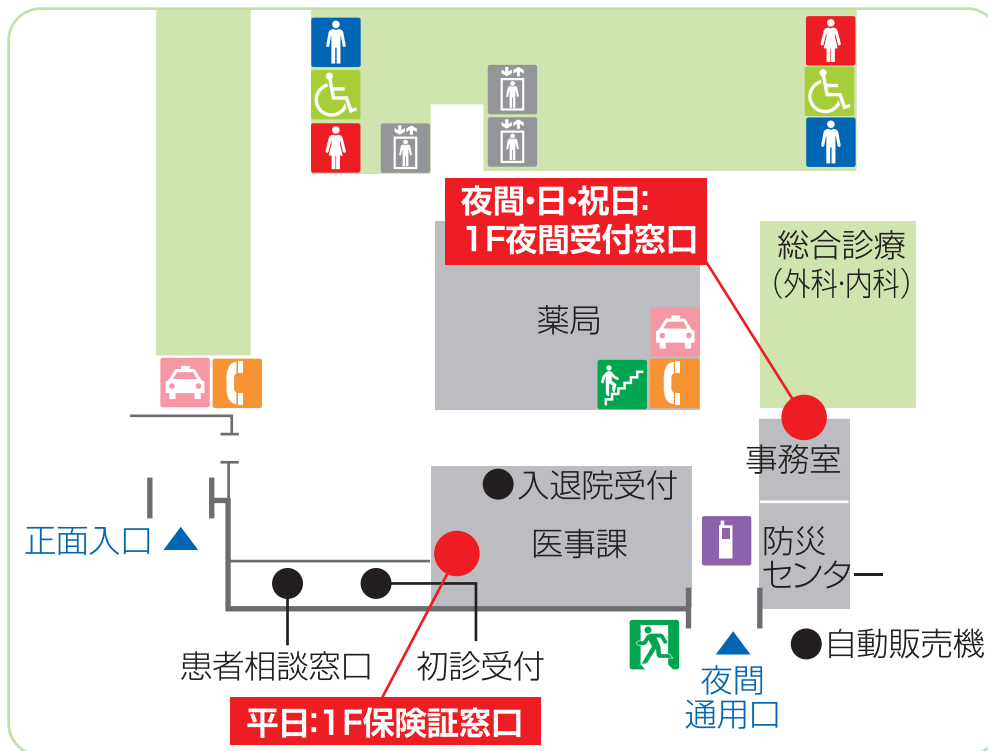 夜間・日・祝日：
1F夜間受付窓口
総合診療
（外科・内科）
薬局
事務室
入退院受付
正面入口
医事課
防災
センター
自動販売機
患者相談窓口
初診受付
夜間
通用口
平日：1F保険証窓口